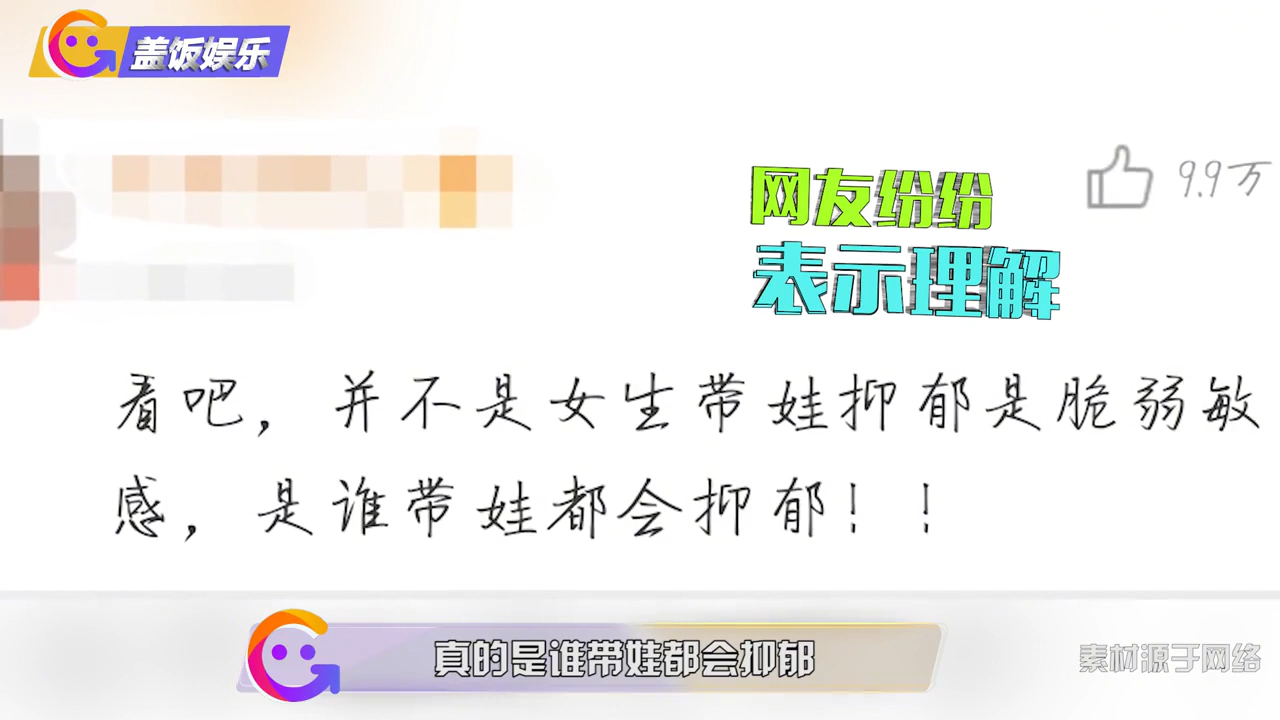 盖饭娱乐
网友纷纷
表示理解
9.9万
看吧，并不是女生带娃抑郁是脆弱敏
感，是谁带娃都会抑郁！！
真的是谁带娃都会抑郁
素材源于网络